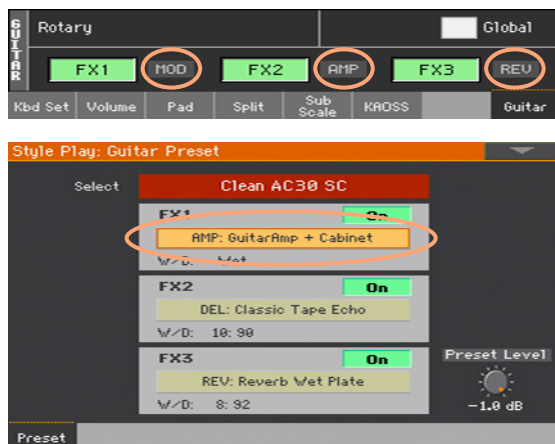 GUITAR
Rotary
Global
FX1 MOD FX2 AMP FX3 REV
Kbd Set Volume Pad Split Sub Scale KAOSS Guitar
Style Play: Guitar Preset
Select Clean AC30 SC
FX1 On
AMP: GuitarAmp + Cabinet
W/D: Wet
FX2 On
DEL: Classic Tape Echo
W/D: 10:90
FX3 On
Preset Level
REV: Reverb Wet Plate
W/D: 8:92
-1.0 dB
Preset